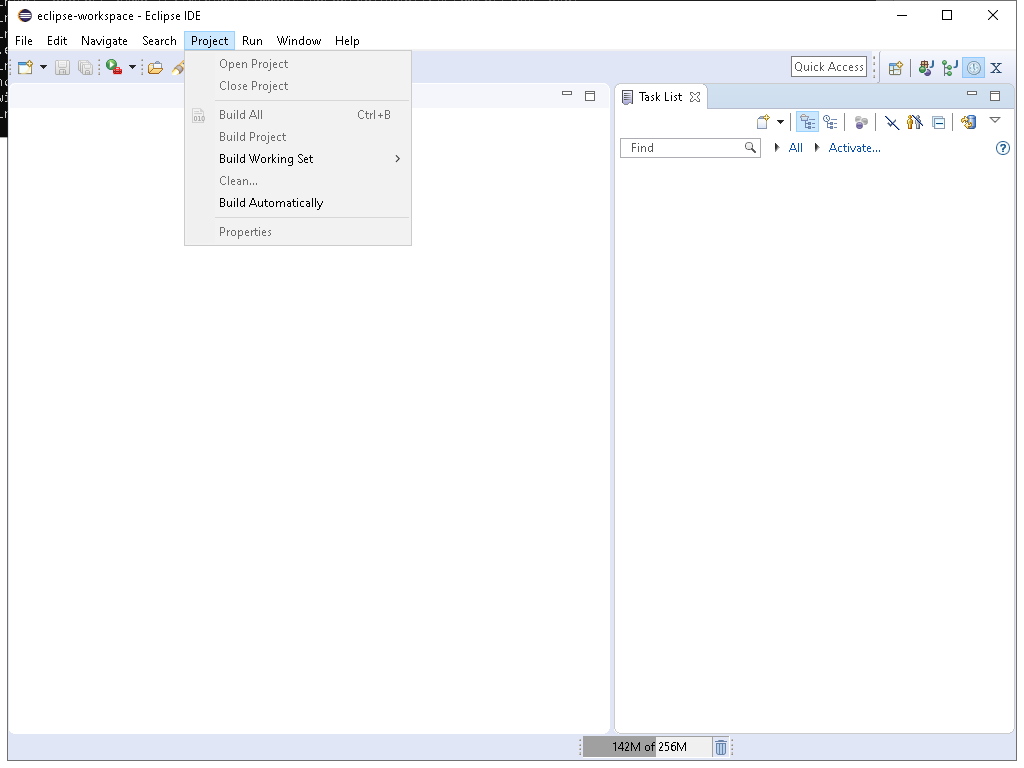 eclipse-workspace - Eclipse IDE
File Edit Navigate Search Project Run Window Help
Open Project
Close Project
Build All Ctrl+B
Build Project
Build Working Set
Clean...
Build Automatically
Properties
Quick Access
Task List
Find
All
Activate...
142M of 256M